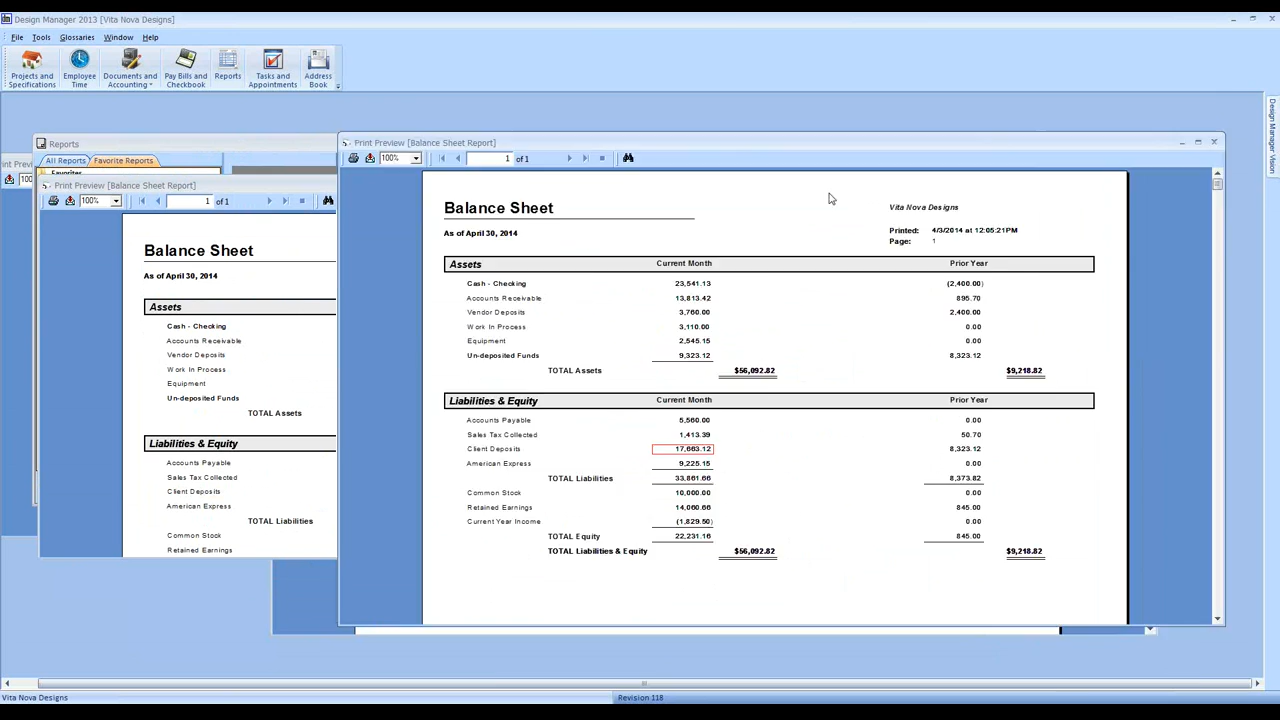 Design Manager 2013 [Vita Nova Designs]
File Tools Glossaries Window Help
Projects and Specifications
Employee Time
Documents and Accounting
Pay Bills and Checkbook
Reports
Tasks and Appointments
Address Book
Design Manager Vision
Reports
All Reports Favorite Reports
Favorites
rint Previ
100
Print Preview [Balance Sheet Report]
100% 1 of 1
Balance Sheet
As of April 30, 2014
Assets
Cash - Checking
Accounts Receivable
Vendor Deposits
Work In Process
Equipment
Un-deposited Funds
TOTAL Assets
Liabilities & Equity
Accounts Payable
Sales Tax Collected
Client Deposits
American Express
TOTAL Liabilities
Common Stock
Retained Earnings
Print Preview [Balance Sheet Report]
100% 1 of 1
Balance Sheet Vita Nova Designs
As of April 30, 2014 Printed: 4/3/2014 at 12:05:21PM
Page: 1
Assets Current Month Prior Year
Cash - Checking 23,541.13 (2,400.00)
Accounts Receivable 13,813.42 895.70
Vendor Deposits 3,760.00 2,400.00
Work In Process 3,110.00 0.00
Equipment 2,545.15 0.00
Un-deposited Funds 9,323.12 8,323.12
TOTAL Assets $56,092.82 $9,218.82
Liabilities & Equity Current Month Prior Year
Accounts Payable 5,560.00 0.00
Sales Tax Collected 1,413.39 50.70
Client Deposits 17,663.12 8,323.12
American Express 9,225.15 0.00
TOTAL Liabilities 33,861.66 8,373.82
Common Stock 10,000.00 0.00
Retained Earnings 14,060.66 845.00
Current Year Income (1,829.50) 0.00
TOTAL Equity 22,231.16 845.00
TOTAL Liabilities & Equity $56,092.82 $9,218.82
Vita Nova Designs Revision 118